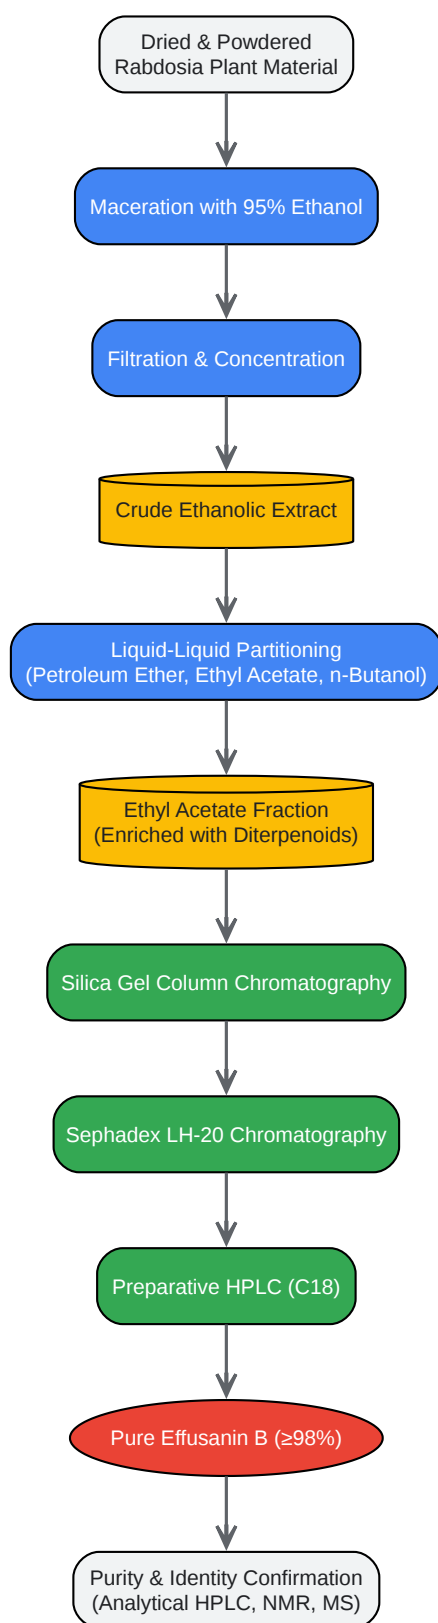 Dried & Powdered
Rabdosia Plant Material
Maceration with 95% Ethanol
Filtration & Concentration
Crude Ethanolic Extract
Liquid-Liquid Partitioning
(Petroleum Ether, Ethyl Acetate, n-Butanol)
Ethyl Acetate Fraction
(Enriched with Diterpenoids)
Silica Gel Column Chromatography
Sephadex LH-20 Chromatography
Preparative HPLC (C18)
Pure Effusanin B (≥98%)
Purity & Identity Confirmation
(Analytical HPLC, NMR, MS)